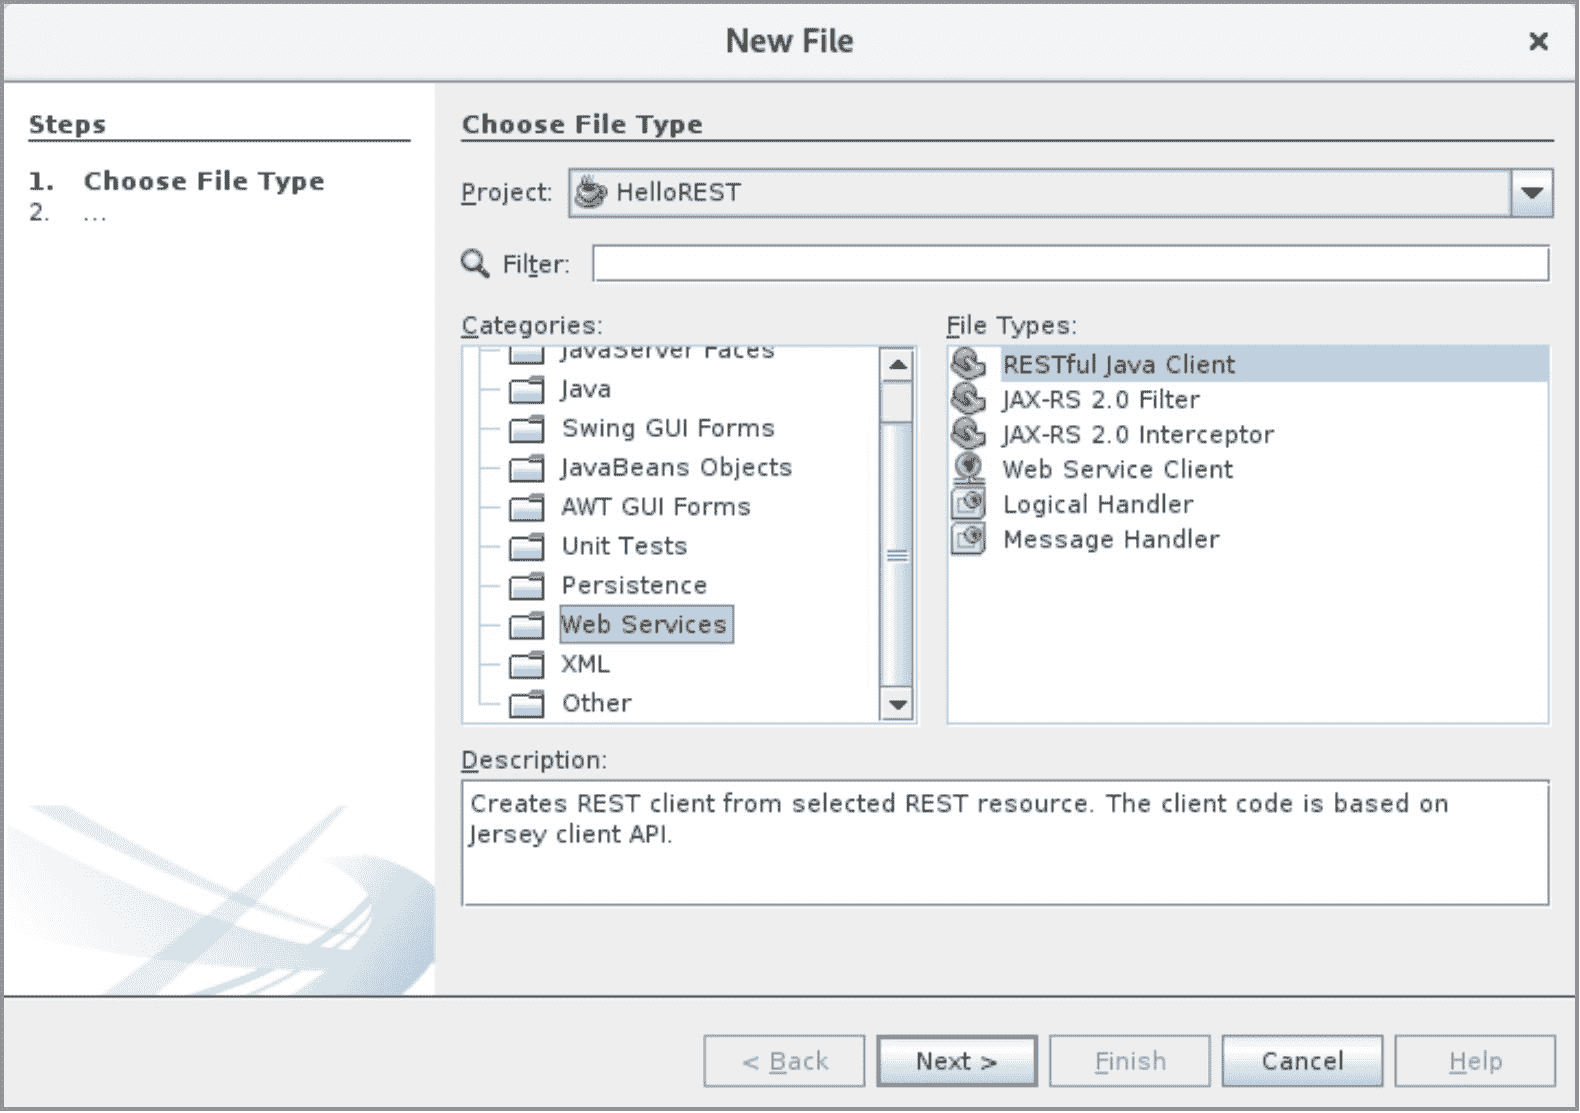 New File
Steps
1. Choose File Type
2. ...
Choose File Type
Project: HelloREST
Filter:
Categories:
JavaServer Faces
Java
Swing GUI Forms
JavaBeans Objects
AWT GUI Forms
Unit Tests
Persistence
Web Services
XML
Other
File Types:
RESTful Java Client
JAX-RS 2.0 Filter
JAX-RS 2.0 Interceptor
Web Service Client
Logical Handler
Message Handler
Description:
Creates REST client from selected REST resource. The client code is based on
Jersey client API.
< Back Next > Finish Cancel Help